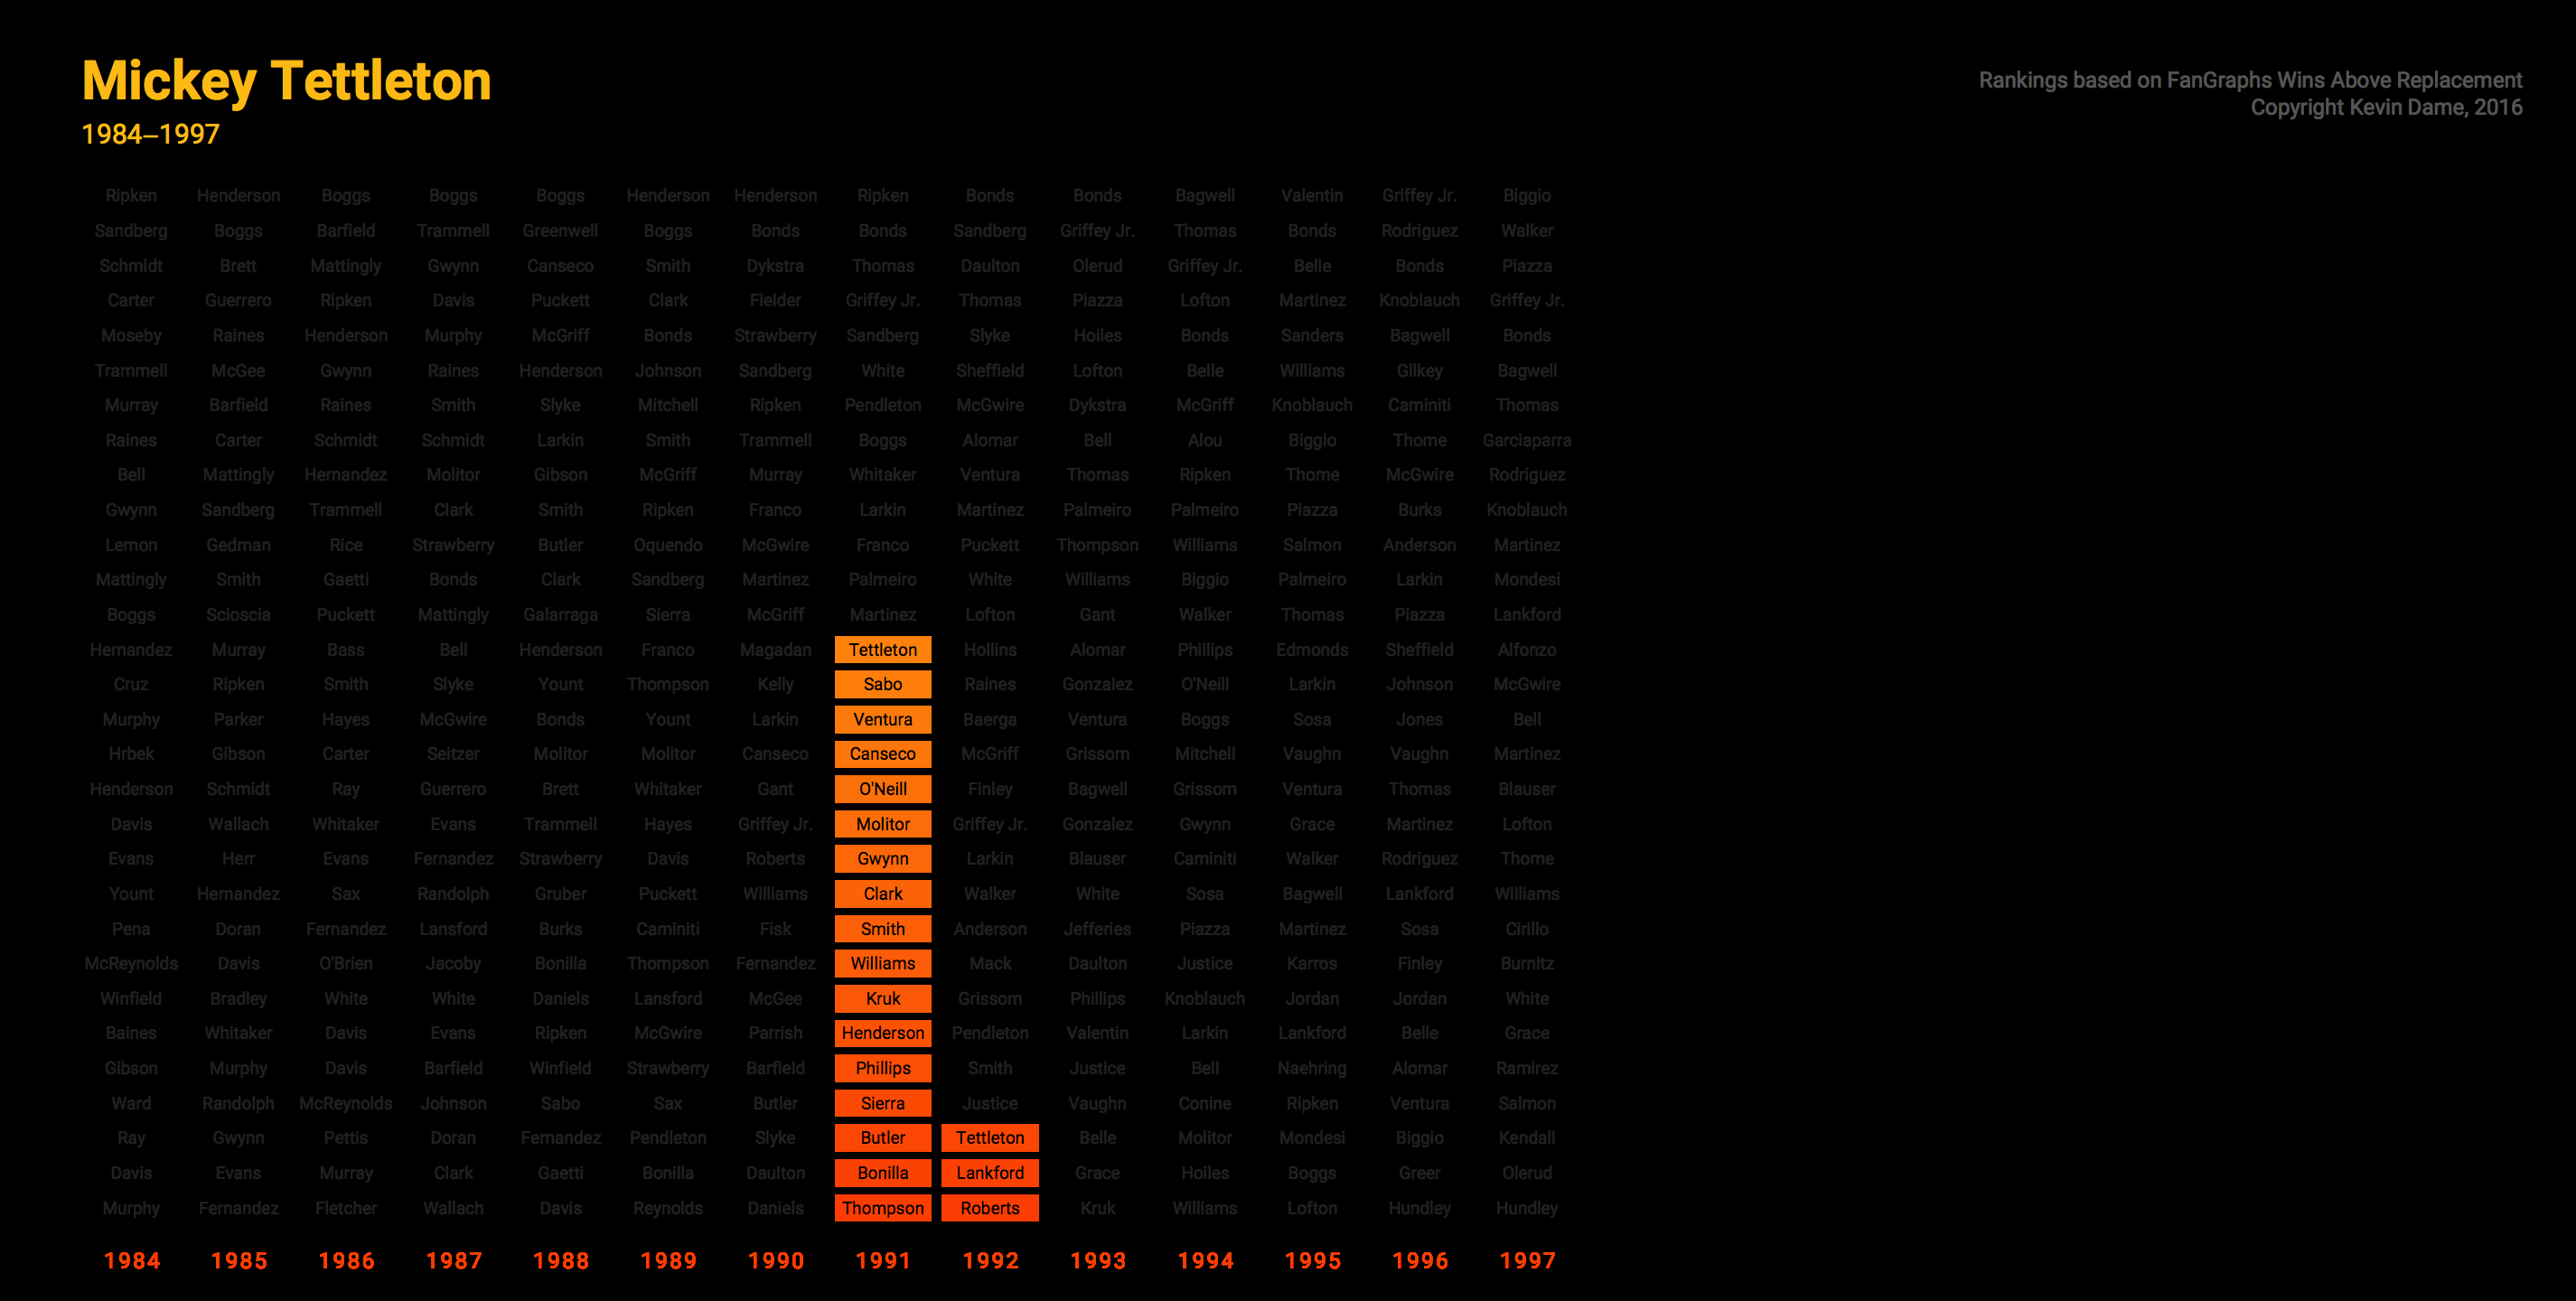 Mickey Tettleton
1984–1997
Rankings based on FanGraphs Wins Above Replacement
Copyright Kevin Dame, 2016
Ripken Henderson Boggs Boggs Boggs Henderson Henderson Ripken Bonds Bonds Bagwell Valentin Griffey Jr. Biggio
Sandberg Boggs Barfield Trammell Greenwell Boggs Bonds Bonds Sandberg Griffey Jr. Thomas Bonds Rodriguez Walker
Schmidt Brett Mattingly Gwynn Canseco Smith Dykstra Thomas Daulton Olerud Griffey Jr. Belle Bonds Piazza
Carter Guerrero Ripken Davis Puckett Clark Fielder Griffey Jr. Thomas Piazza Lofton Martinez Knoblauch Griffey Jr.
Moseby Raines Henderson Murphy McGriff Bonds Strawberry Sandberg Slyke Hoiles Bonds Sanders Bagwell Bonds
Trammell McGee Gwynn Raines Henderson Johnson Sandberg White Sheffield Lofton Belle Williams Gilkey Bagwell
Murray Barfield Raines Smith Slyke Mitchell Ripken Pendleton McGwire Dykstra McGriff Knoblauch Caminiti Thomas
Raines Carter Schmidt Schmidt Larkin Smith Trammell Boggs Alomar Bell Alou Biggio Thome Garciaparra
Bell Mattingly Hernandez Molitor Gibson McGriff Murray Whitaker Ventura Thomas Ripken Thome McGwire Rodriguez
Gwynn Sandberg Trammell Clark Smith Ripken Franco Larkin Martinez Palmeiro Palmeiro Piazza Burks Knoblauch
Lemon Gedman Rice Strawberry Butler Oquendo McGwire Franco Puckett Thompson Williams Salmon Anderson Martinez
Mattingly Smith Gaetti Bonds Clark Sandberg Martinez Palmeiro White Williams Biggio Palmeiro Larkin Mondesi
Boggs Scioscia Puckett Mattingly Galarraga Sierra McGriff Martinez Lofton Gant Walker Thomas Piazza Lankford
Hernandez Murray Bass Bell Henderson Franco Magadan Tettleton Hollins Alomar Phillips Edmonds Sheffield Alfonzo
Cruz Ripken Smith Slyke Yount Thompson Kelly Sabo Raines Gonzalez O'Neill Larkin Johnson McGwire
Murphy Parker Hayes McGwire Bonds Yount Larkin Ventura Baerga Ventura Boggs Sosa Jones Bell
Hrbek Gibson Carter Seitzer Molitor Molitor Canseco Canseco McGriff Grissom Mitchell Vaughn Vaughn Martinez
Henderson Schmidt Ray Guerrero Brett Whitaker Gant O'Neill Finley Bagwell Grissom Ventura Thomas Blauser
Davis Wallach Whitaker Evans Trammell Hayes Griffey Jr. Molitor Griffey Jr. Gonzalez Gwynn Grace Martinez Lofton
Evans Herr Evans Fernandez Strawberry Davis Roberts Gwynn Larkin Blauser Caminiti Walker Rodriguez Thome
Yount Hernandez Sax Randolph Gruber Puckett Williams Clark Walker White Sosa Bagwell Lankford Williams
Pena Doran Fernandez Lansford Burks Caminiti Fisk Smith Anderson Jefferies Piazza Martinez Sosa Cirillo
McReynolds Davis O'Brien Jacoby Bonilla Thompson Fernandez Williams Mack Daulton Justice Karros Finley Burnitz
Winfield Bradley White White Daniels Lansford McGee Kruk Grissom Phillips Knoblauch Jordan Jordan White
Baines Whitaker Davis Evans Ripken McGwire Parrish Henderson Pendleton Valentin Larkin Lankford Belle Grace
Gibson Murphy Davis Barfield Winfield Strawberry Barfield Phillips Smith Justice Bell Naehring Alomar Ramirez
Ward Randolph McReynolds Johnson Sabo Sax Butler Sierra Justice Vaughn Conine Ripken Ventura Salmon
Ray Gwynn Pettis Doran Fernandez Pendleton Slyke Butler Tettleton Belle Molitor Mondesi Biggio Kendall
Davis Evans Murray Clark Gaetti Bonilla Daulton Bonilla Lankford Grace Hoiles Boggs Greer Olerud
Murphy Fernandez Fletcher Wallach Davis Reynolds Daniels Thompson Roberts Kruk Williams Lofton Hundley Hundley
1984 1985 1986 1987 1988 1989 1990 1991 1992 1993 1994 1995 1996 1997